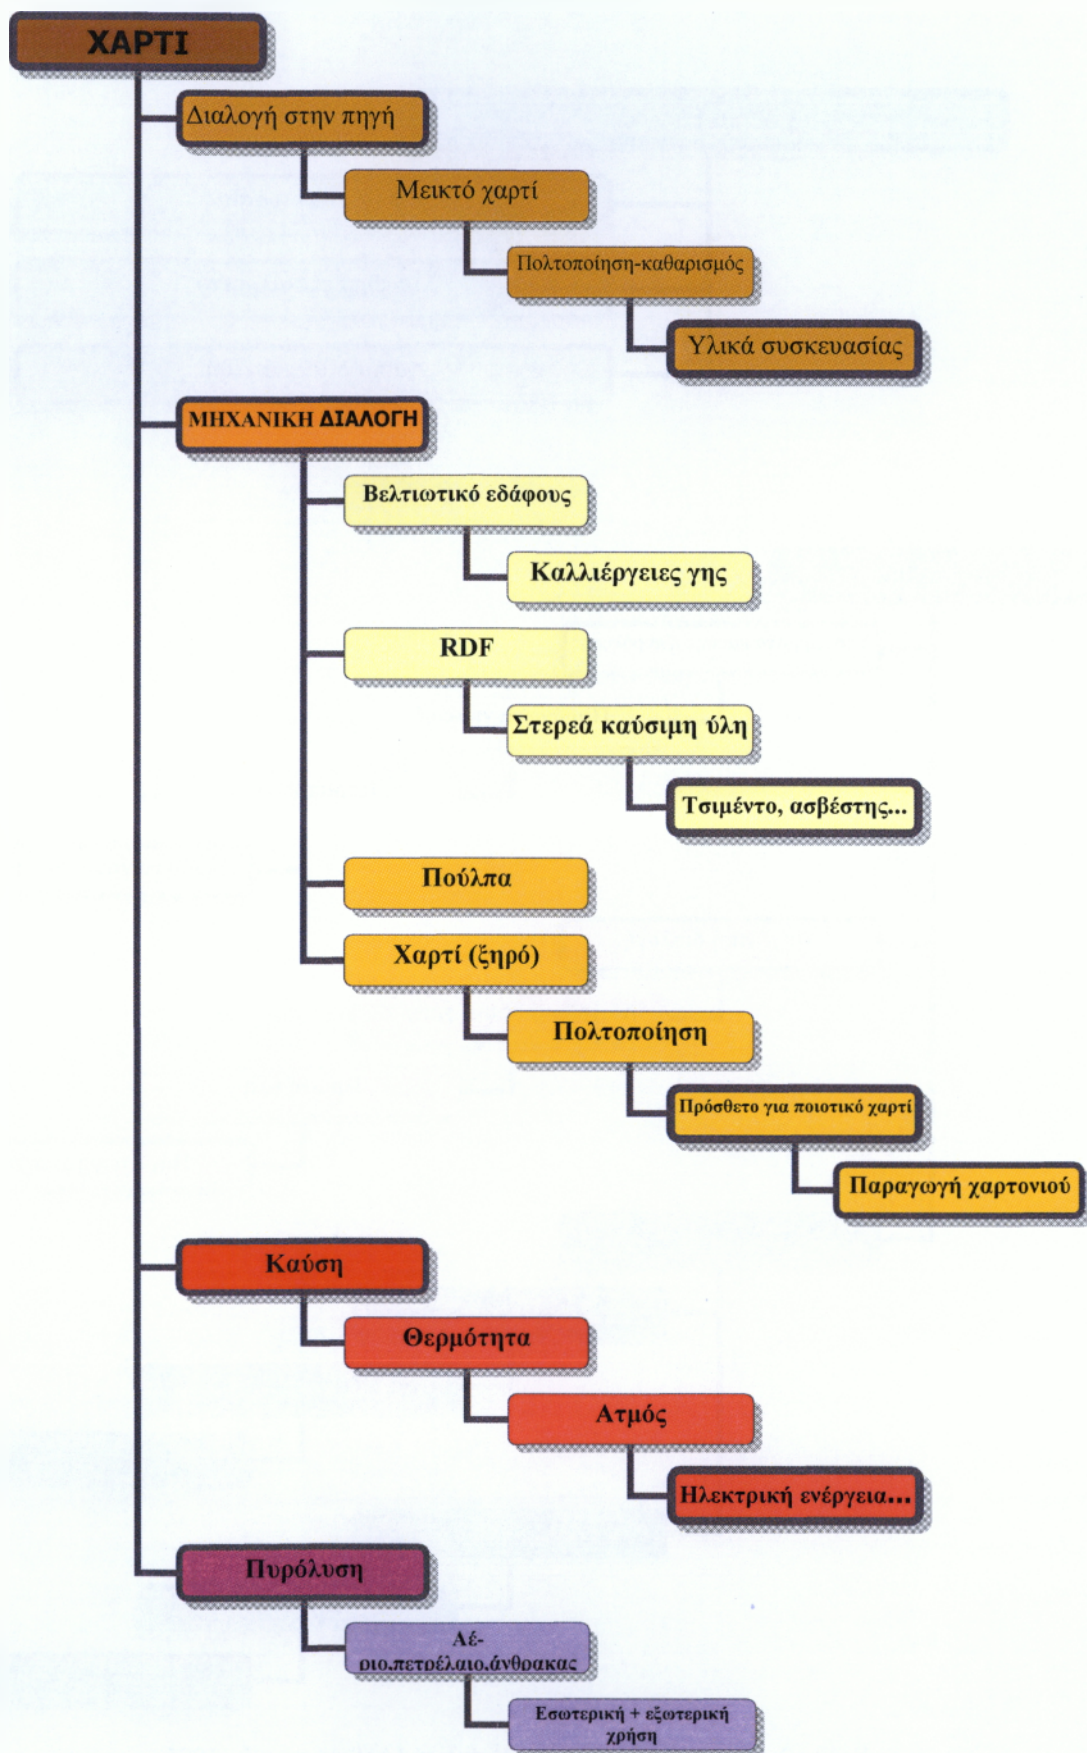 ΧΑΡΤΙ
Διαλογή στην πηγή
Μεικτό χαρτί
Πολτοποίηση-καθαρισμός
Υλικά συσκευασίας
ΜΗΧΑΝΙΚΗ ΔΙΑΛΟΓΗ
Βελτιωτικό εδάφους
Καλλιέργειες γης
RDF
Στερεά καύσιμη ύλη
Τσιμέντο, ασβέστης...
Πούλπα
Χαρτί (ξηρό)
Πολτοποίηση
Πρόσθετο για ποιοτικό χαρτί
Παραγωγή χαρτονιού
Καύση
Θερμότητα
Ατμός
Ηλεκτρική ενέργεια...
Πυρόλυση
Αέ-
ριο,πετρέλαιο,άνθρακας
Εσωτερική + εξωτερική
χρήση